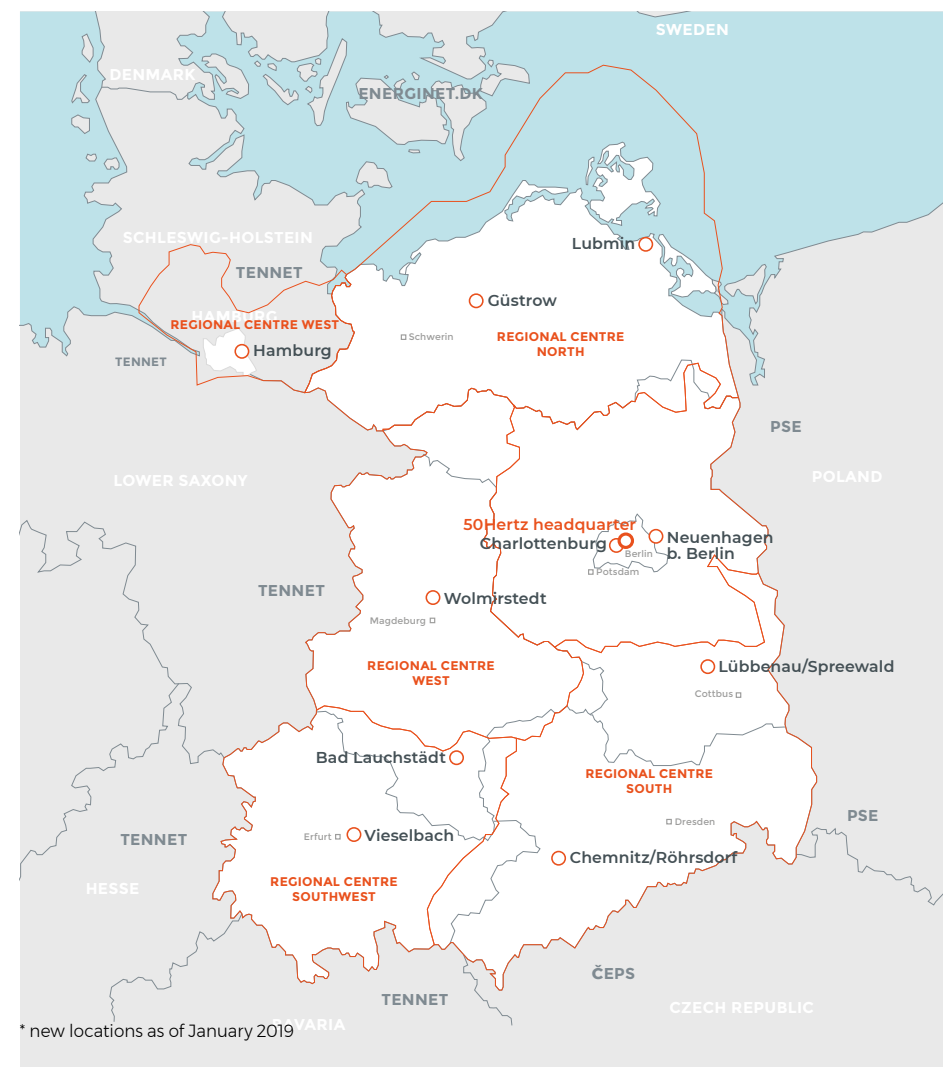 SWEDEN
DENMARK
ENERGINET.DK
SCHLESWIG-HOLSTEIN
Lubmin
TENNET
Güstrow
HAMBURG
REGIONAL CENTRE WEST
Schwerin
REGIONAL CENTRE
NORTH
Hamburg
TENNET
PSE
POLAND
LOWER SAXONY
50Hertz headquarter
Charlottenburg
Neuenhagen
b. Berlin
Berlin
Potsdam
TENNET
Wolmirstedt
Magdeburg
REGIONAL CENTRE
WEST
Lübbenau/Spreewald
Cottbus
Bad Lauchstädt
REGIONAL CENTRE
SOUTH
PSE
Dresden
TENNET
Erfurt
Vieselbach
Chemnitz/Röhrsdorf
HESSE
REGIONAL CENTRE
SOUTHWEST
ČEPS
TENNET
CZECH REPUBLIC
BAVARIA
* new locations as of January 2019